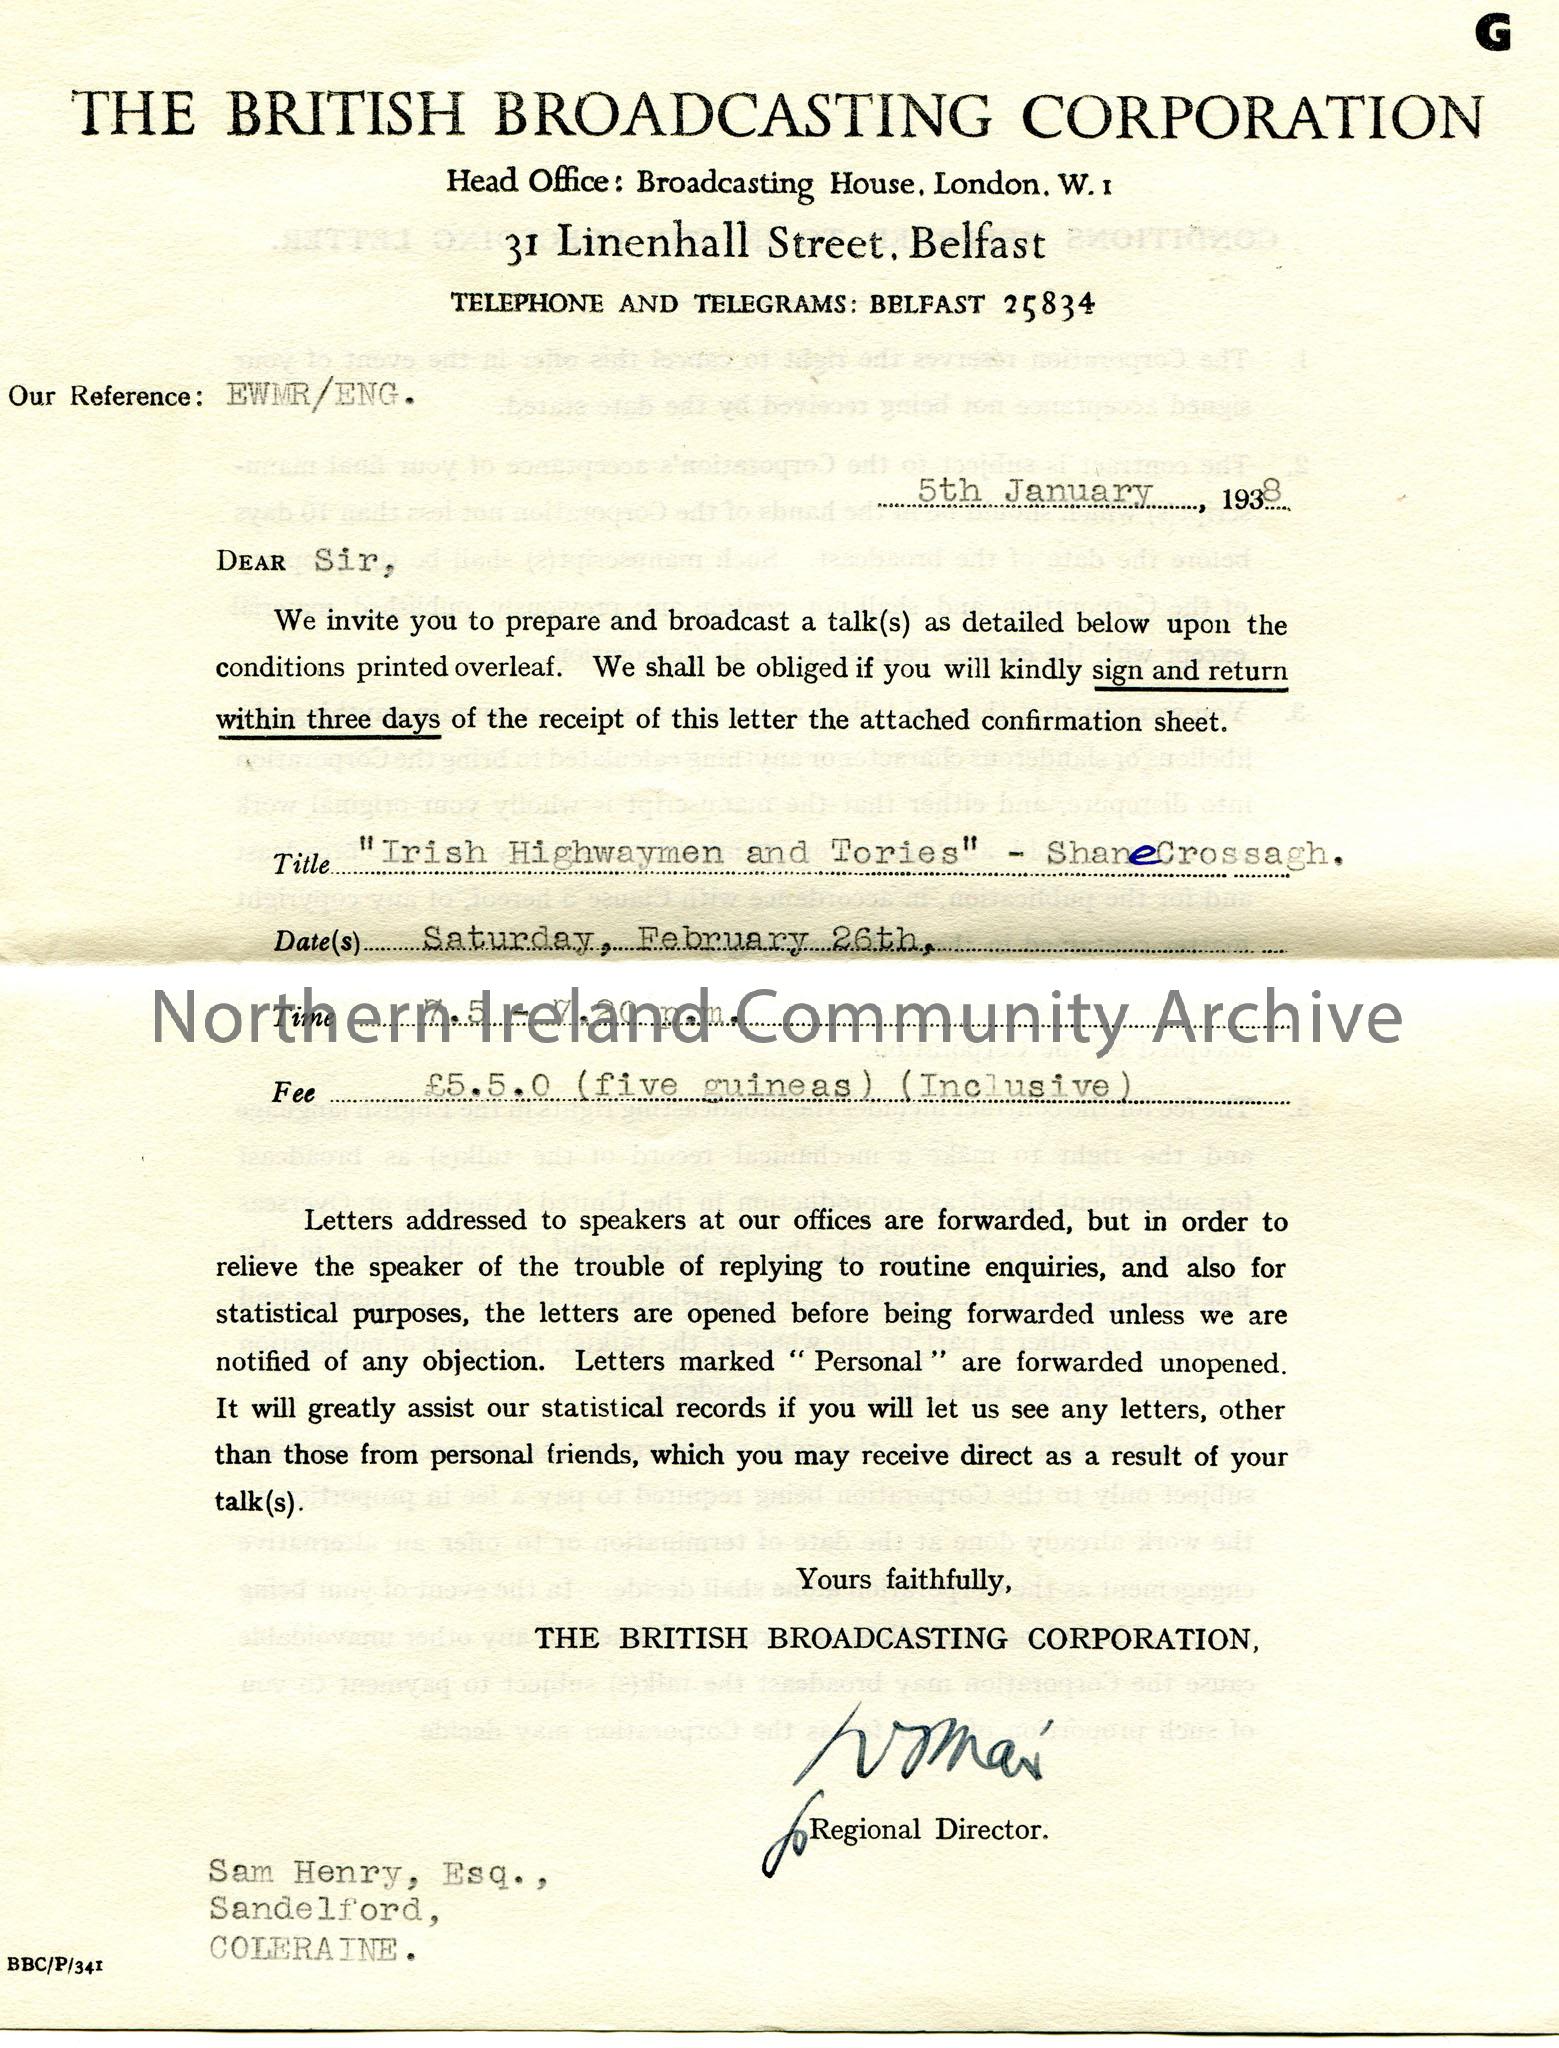 G
THE BRITISH BROADCASTING CORPORATION
Head Office: Broadcasting House, London, W.1
31 Linenhall Street, Belfast
TELEPHONE AND TELEGRAMS: BELFAST 25834
Our Reference: EWMR/ENG.
5th January, 1938
DEAR Sir,
We invite you to prepare and broadcast a talk(s) as detailed below upon the
conditions printed overleaf. We shall be obliged if you will kindly sign and return
within three days of the receipt of this letter the attached confirmation sheet.
Title "Irish Highwaymen and Tories" - Shane Crossagh.
Date(s) Saturday, February 26th,
Time 7.5 - 7.20 p.m.
Northern Ireland Community Archive
Fee £5.5.0 (five guineas) (Inclusive)
Letters addressed to speakers at our offices are forwarded, but in order to
relieve the speaker of the trouble of replying to routine enquiries, and also for
statistical purposes, the letters are opened before being forwarded unless we are
notified of any objection. Letters marked "Personal" are forwarded unopened.
It will greatly assist our statistical records if you will let us see any letters, other
than those from personal friends, which you may receive direct as a result of your
talk(s).
Yours faithfully,
THE BRITISH BROADCASTING CORPORATION,
Regional Director.
Sam Henry, Esq.,
Sandelford,
COLERAINE.
BBC/P/341